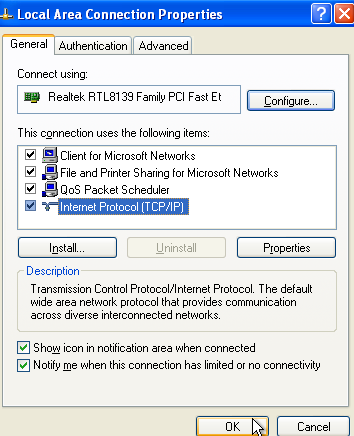 Local Area Connection Properties
General
Authentication
Advanced
Connect using:
Realtek RTL8139 Family PCI Fast Et
Configure...
This connection uses the following items:
Client for Microsoft Networks
File and Printer Sharing for Microsoft Networks
QoS Packet Scheduler
Internet Protocol (TCP/IP)
Install...
Uninstall
Properties
Description
Transmission Control Protocol/Internet Protocol. The default
wide area network protocol that provides communication
across diverse interconnected networks.
Show icon in notification area when connected
Notify me when this connection has limited or no connectivity
OK
Cancel